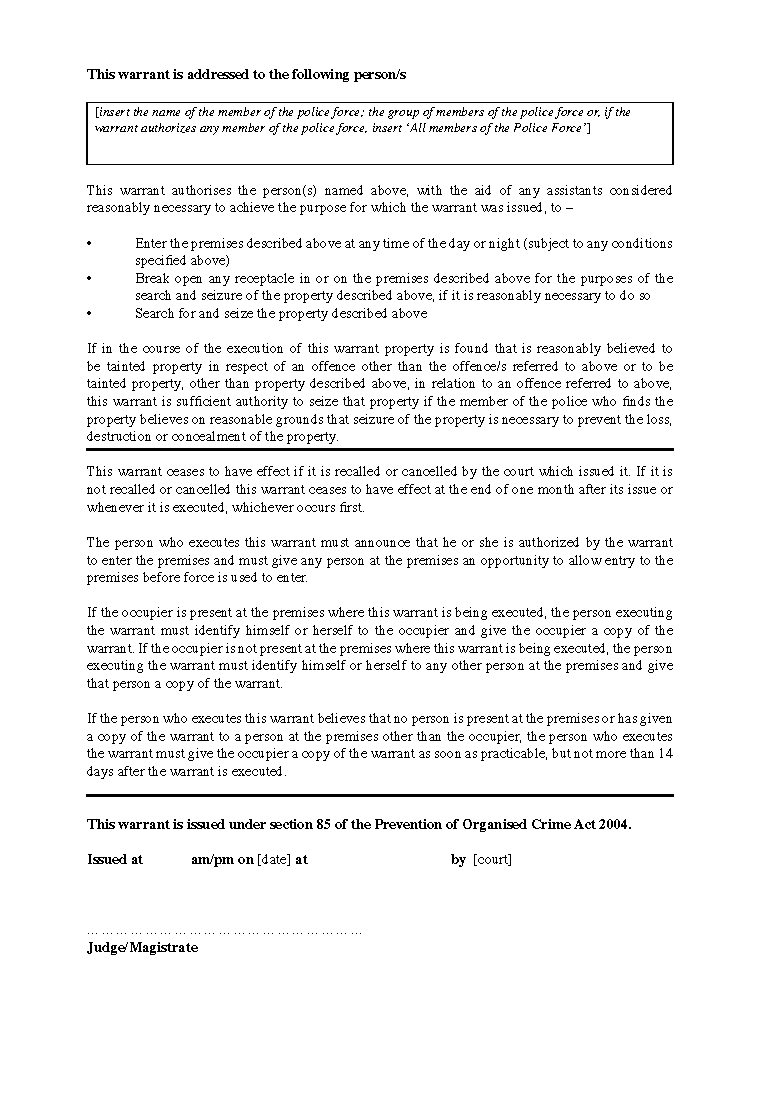 This warrant is addressed to the following person/s
[insert the name of the member of the police force; the group of members of the police force or, if the
warrant authorizes any member of the police force, insert ‘All members of the Police Force’]
This warrant authorises the person(s) named above, with the aid of any assistants considered
reasonably necessary to achieve the purpose for which the warrant was issued, to –
• Enter the premises described above at any time of the day or night (subject to any conditions
specified above)
• Break open any receptacle in or on the premises described above for the purposes of the
search and seizure of the property described above, if it is reasonably necessary to do so
• Search for and seize the property described above
If in the course of the execution of this warrant property is found that is reasonably believed to
be tainted property in respect of an offence other than the offence/s referred to above or to be
tainted property, other than property described above, in relation to an offence referred to above,
this warrant is sufficient authority to seize that property if the member of the police who finds the
property believes on reasonable grounds that seizure of the property is necessary to prevent the loss,
destruction or concealment of the property.
This warrant ceases to have effect if it is recalled or cancelled by the court which issued it. If it is
not recalled or cancelled this warrant ceases to have effect at the end of one month after its issue or
whenever it is executed, whichever occurs first.
The person who executes this warrant must announce that he or she is authorized by the warrant
to enter the premises and must give any person at the premises an opportunity to allow entry to the
premises before force is used to enter.
If the occupier is present at the premises where this warrant is being executed, the person executing
the warrant must identify himself or herself to the occupier and give the occupier a copy of the
warrant. If the occupier is not present at the premises where this warrant is being executed, the person
executing the warrant must identify himself or herself to any other person at the premises and give
that person a copy of the warrant.
If the person who executes this warrant believes that no person is present at the premises or has given
a copy of the warrant to a person at the premises other than the occupier, the person who executes
the warrant must give the occupier a copy of the warrant as soon as practicable, but not more than 14
days after the warrant is executed.
This warrant is issued under section 85 of the Prevention of Organised Crime Act 2004.
Issued at am/pm on [date] at by [court]
…………………………………………………
Judge/Magistrate